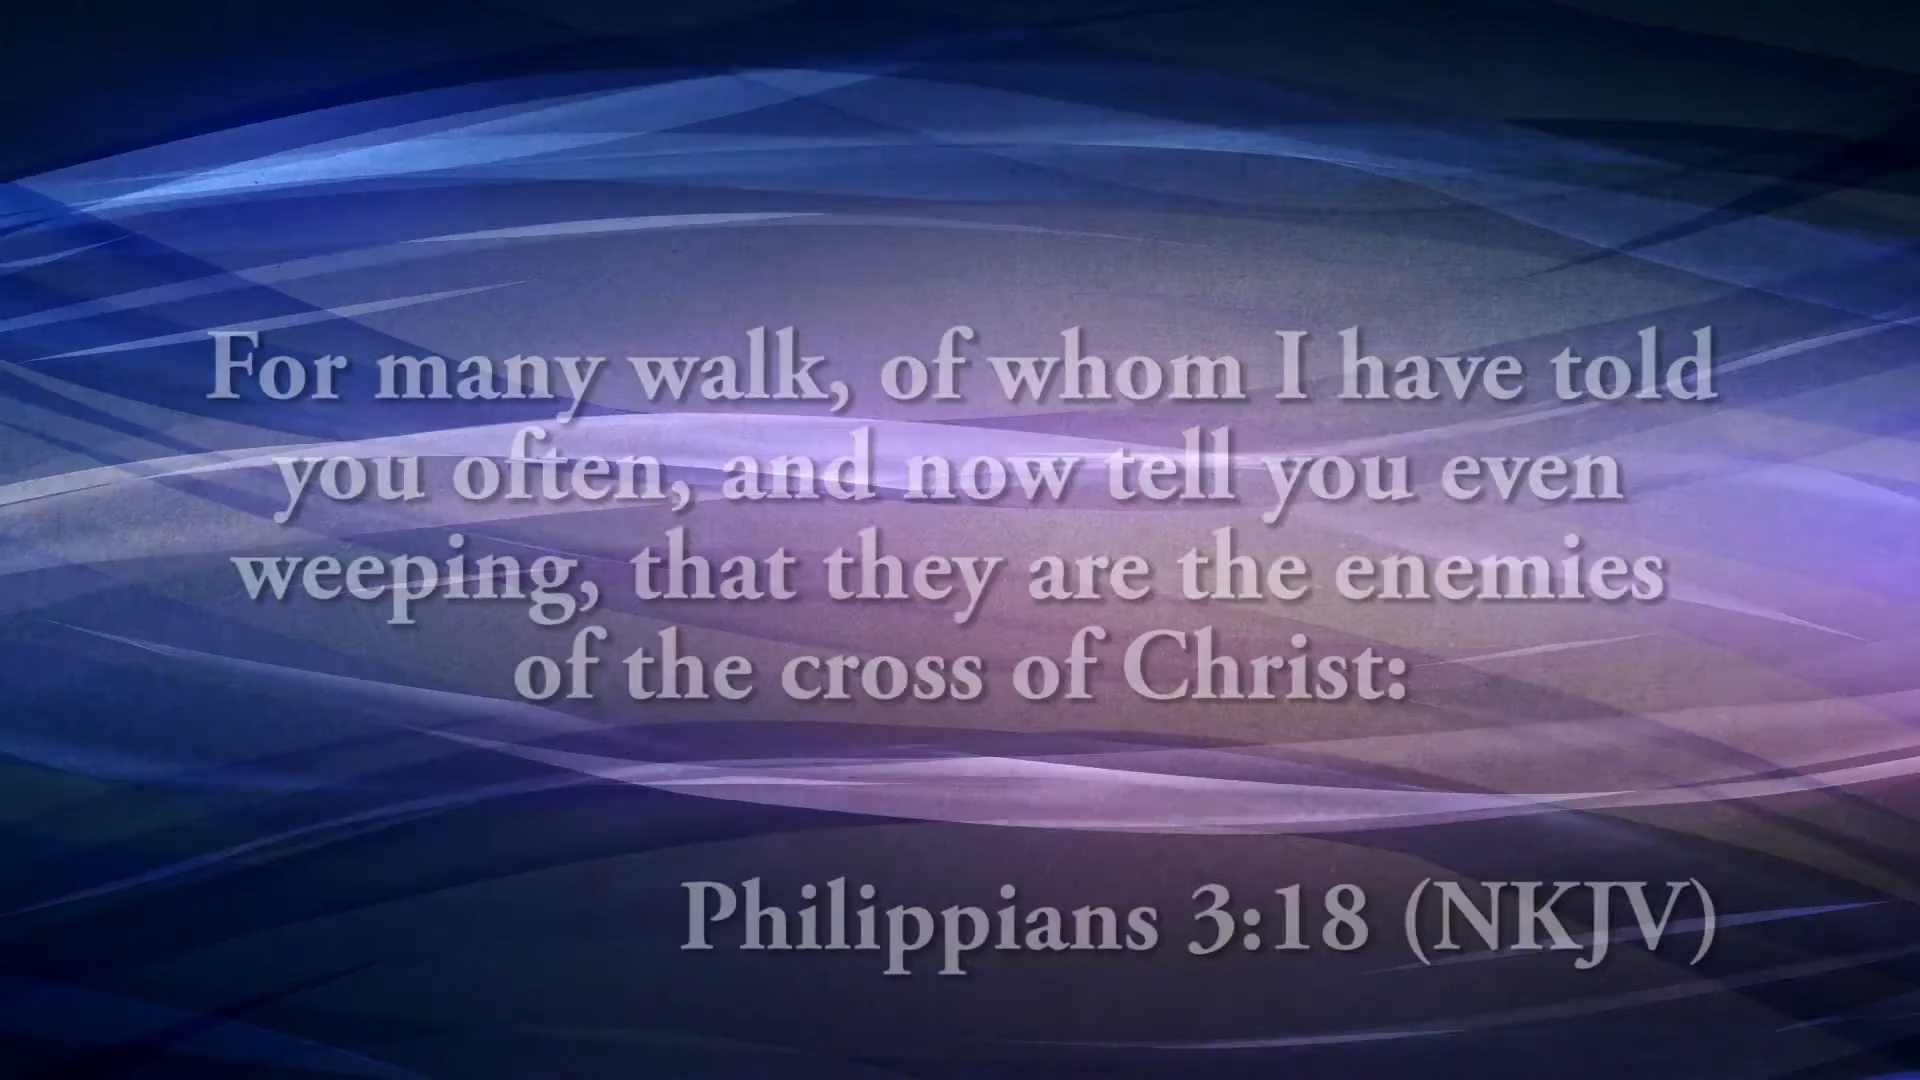 For many walk, of whom I have told
you often, and now tell you even
weeping, that they are the enemies
of the cross of Christ:
Philippians 3:18 (NKJV)